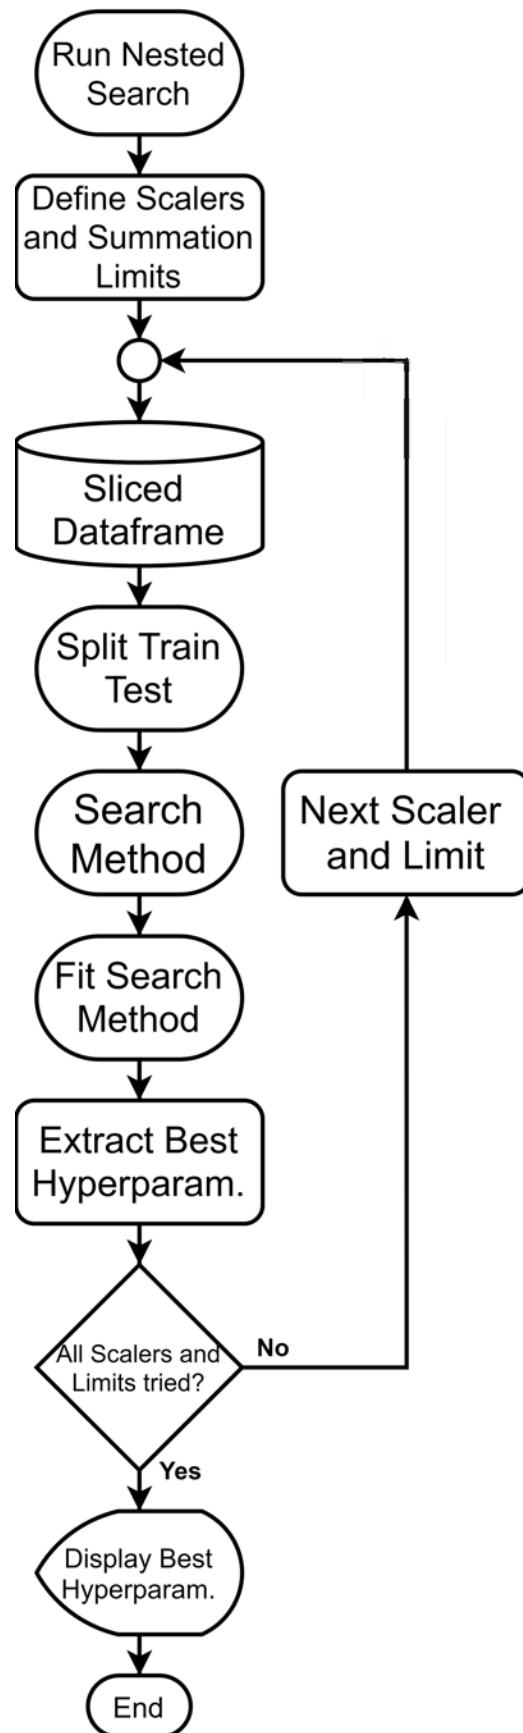 Run Nested
Search
Define Scalers
and Summation
Limits
Sliced
Dataframe
Split Train
Test
Search
Method
Next Scaler
and Limit
Fit Search
Method
Extract Best
Hyperparam.
All Scalers and
Limits tried?
No
Yes
Display Best
Hyperparam.
End